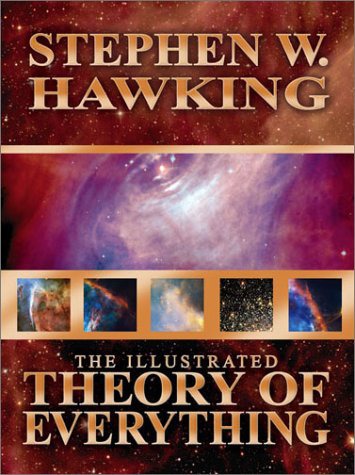 STEPHEN W.
HAWKING
THE ILLUSTRATED
THEORY OF
EVERYTHING